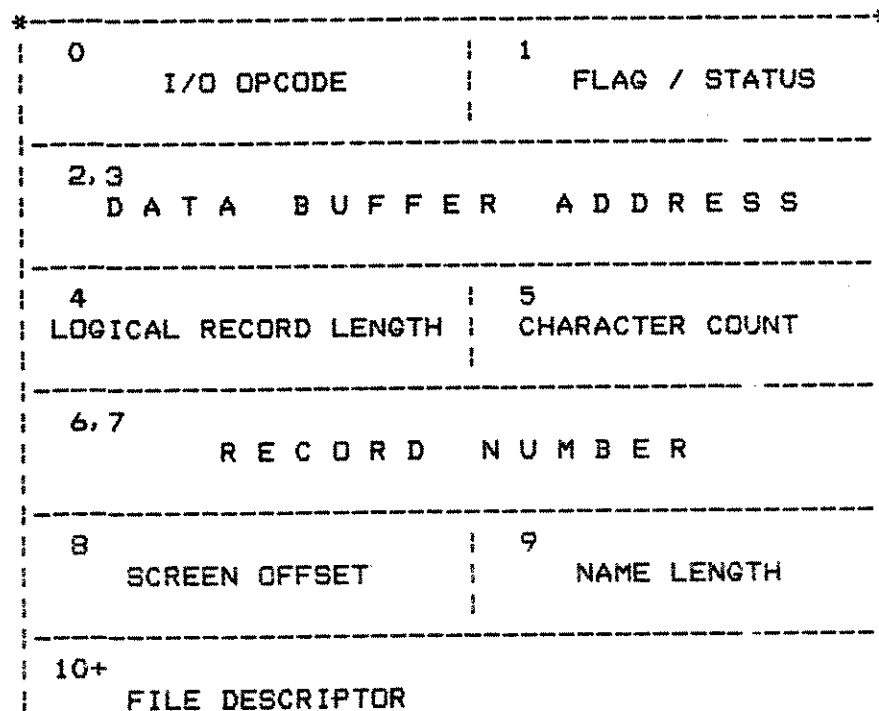 0 1
I/O OPCODE FLAG / STATUS
2,3
D A T A B U F F E R A D D R E S S
4 5
LOGICAL RECORD LENGTH CHARACTER COUNT
6,7
R E C O R D N U M B E R
8 9
SCREEN OFFSET NAME LENGTH
10+
FILE DESCRIPTOR